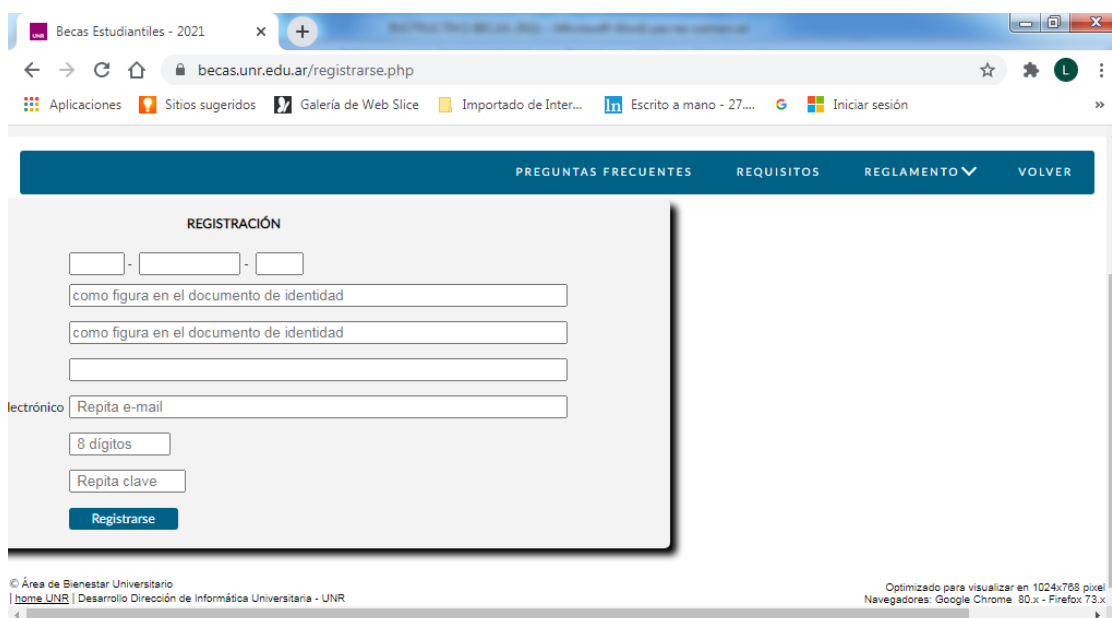 UNR Becas Estudiantiles - 2021
becas.unr.edu.ar/registrarse.php
L
Aplicaciones Sitios sugeridos Galería de Web Slice Importado de Inter... In Escrito a mano - 27.... G Iniciar sesión »
PREGUNTAS FRECUENTES REQUISITOS REGLAMENTO VOLVER
REGISTRACIÓN
- -
como figura en el documento de identidad
como figura en el documento de identidad
lectrónico Repita e-mail
8 dígitos
Repita clave
Registrarse
© Área de Bienestar Universitario
| home UNR | Desarrollo Dirección de Informática Universitaria - UNR
Optimizado para visualizar en 1024x768 pixel
Navegadores: Google Chrome 80.x - Firefox 73.x